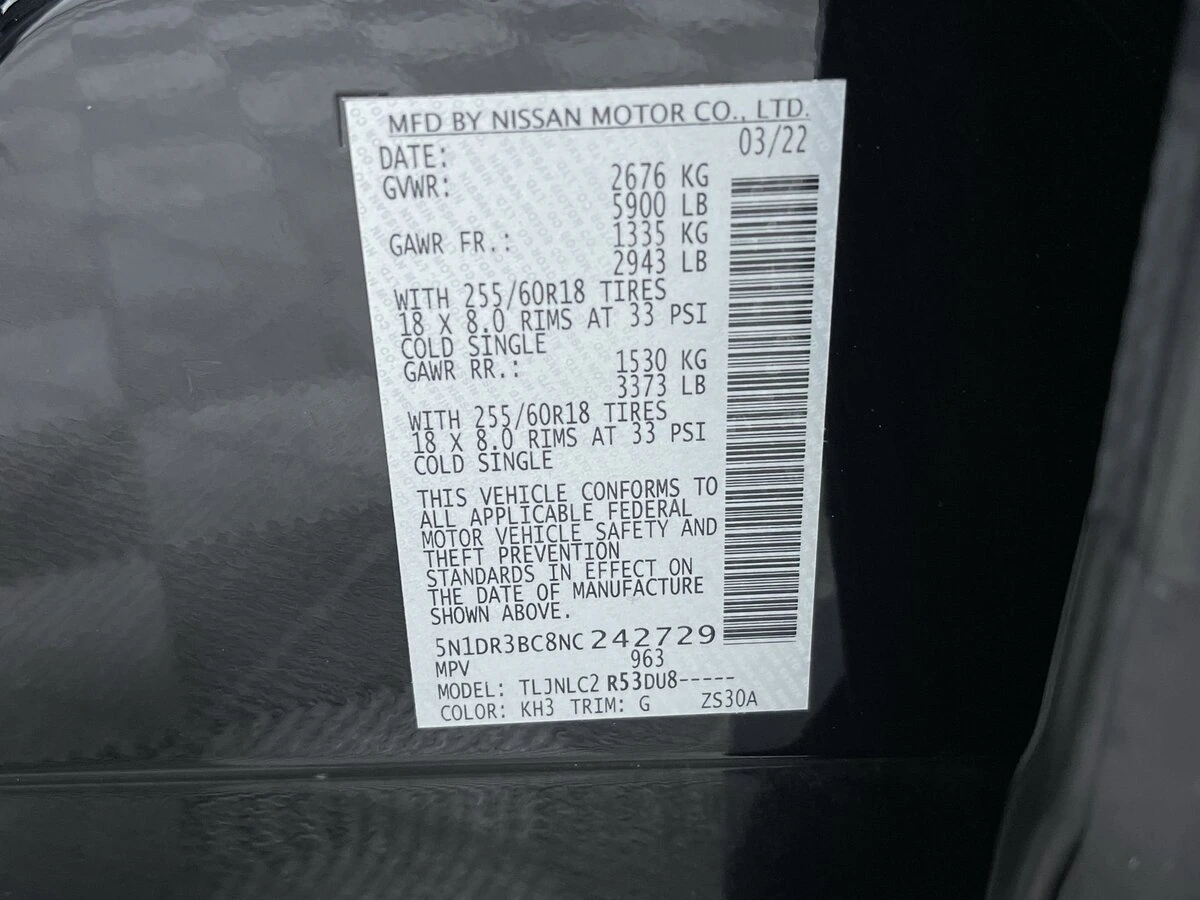 MFD BY NISSAN MOTOR CO., LTD.
DATE: 03/22
GVWR: 2676 KG
5900 LB
GAWR FR.: 1335 KG
2943 LB
WITH 255/60R18 TIRES
18 X 8.0 RIMS AT 33 PSI
COLD SINGLE
GAWR RR.: 1530 KG
3373 LB
WITH 255/60R18 TIRES
18 X 8.0 RIMS AT 33 PSI
COLD SINGLE
THIS VEHICLE CONFORMS TO
ALL APPLICABLE FEDERAL
MOTOR VEHICLE SAFETY AND
THEFT PREVENTION
STANDARDS IN EFFECT ON
THE DATE OF MANUFACTURE
SHOWN ABOVE.
5N1DR3BC8NC 242729
MPV 963
MODEL: TLJNLC2 R53DU8-----
COLOR: KH3 TRIM: G ZS30A